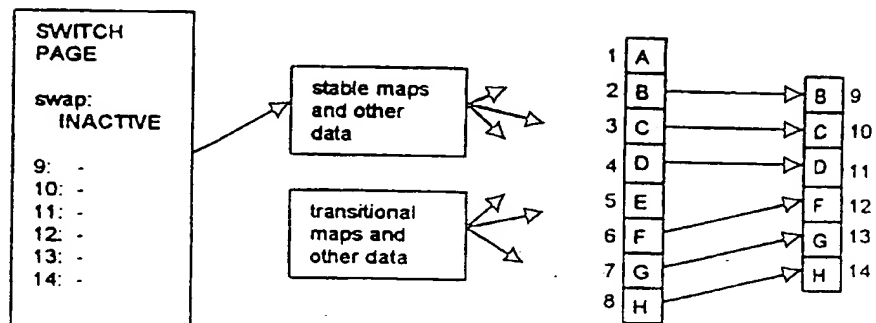 SWITCH
PAGE
swap:
INACTIVE
9: -
10: -
11: -
12: -
13: -
14: -
stable maps
and other
data
transitional
maps and
other data
1 A
2 B
3 C
4 D
5 E
6 F
7 G
8 H
B 9
C 10
D 11
F 12
G 13
H 14